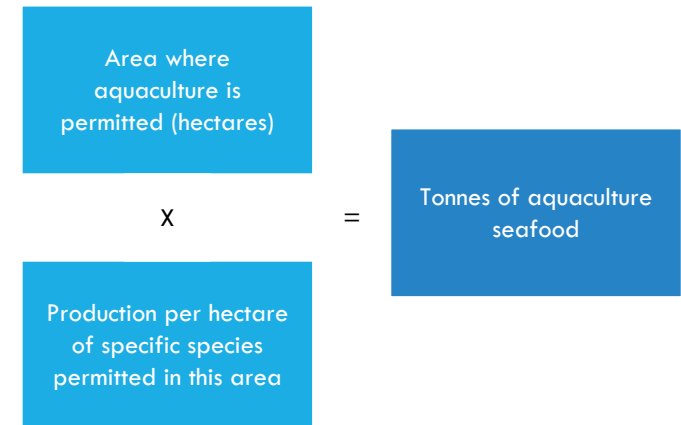 Area where
aquaculture is
permitted (hectares)
X
=
Tonnes of aquaculture
seafood
Production per hectare
of specific species
permitted in this area